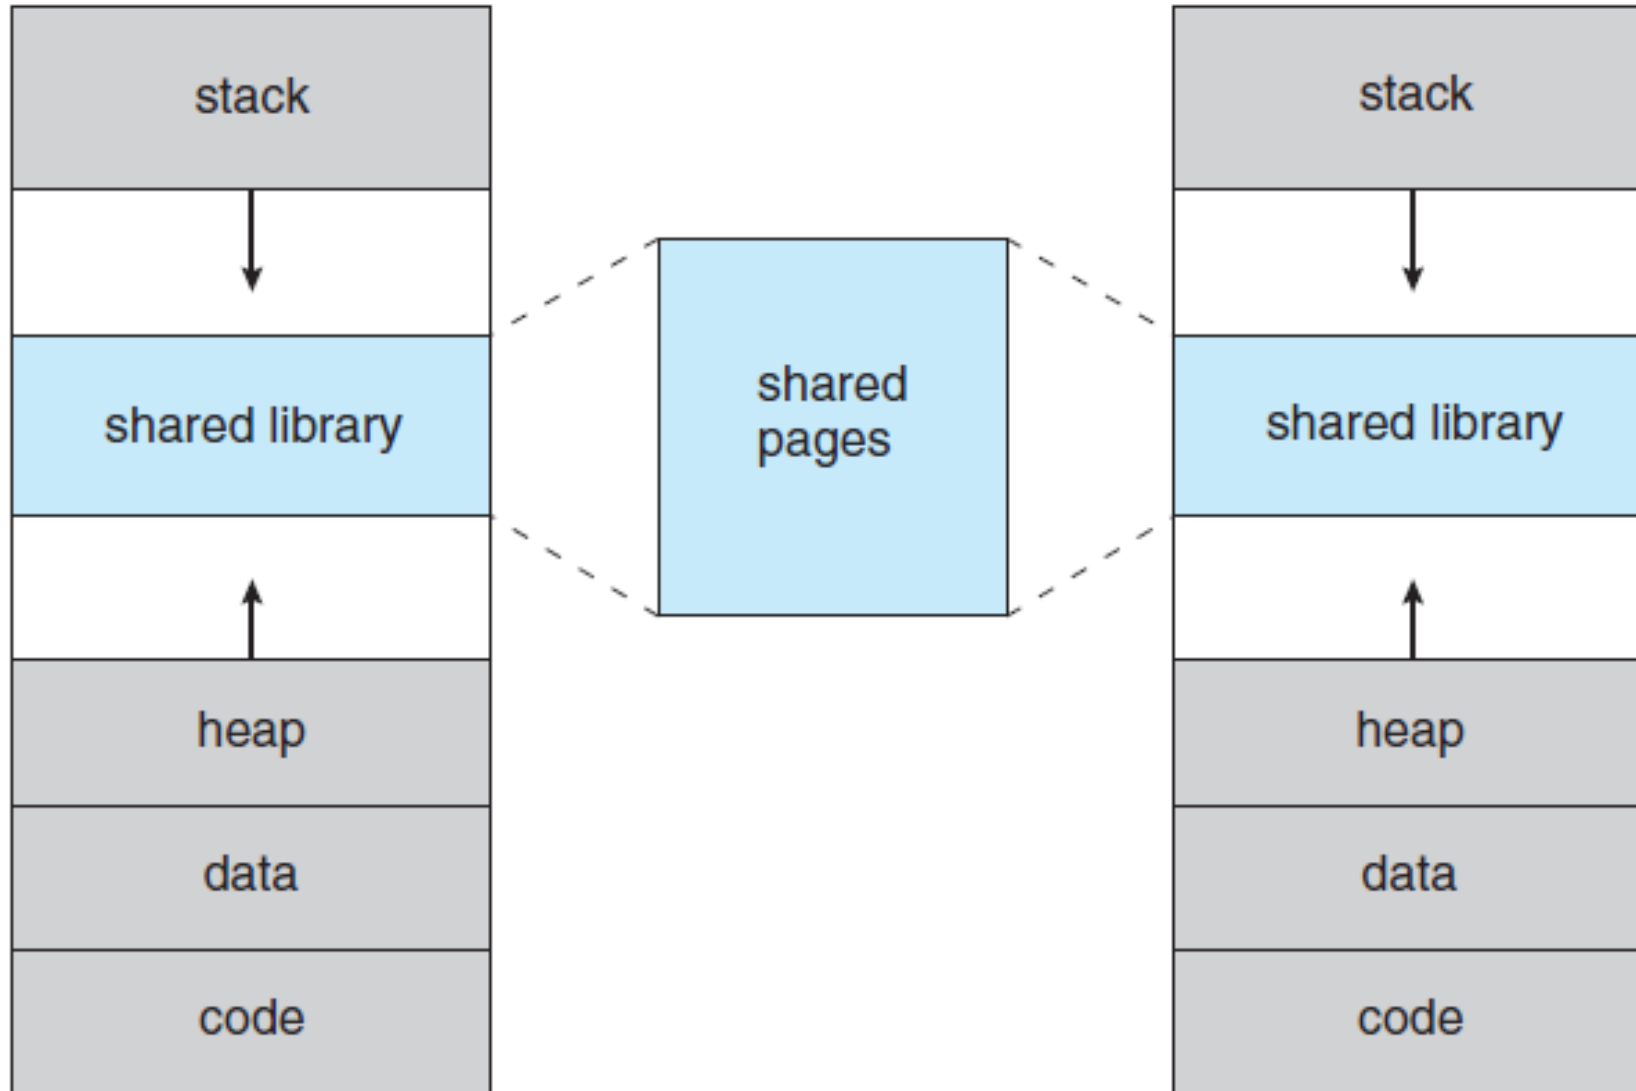 stack
shared library
heap
data
code
shared
pages
stack
shared library
heap
data
code